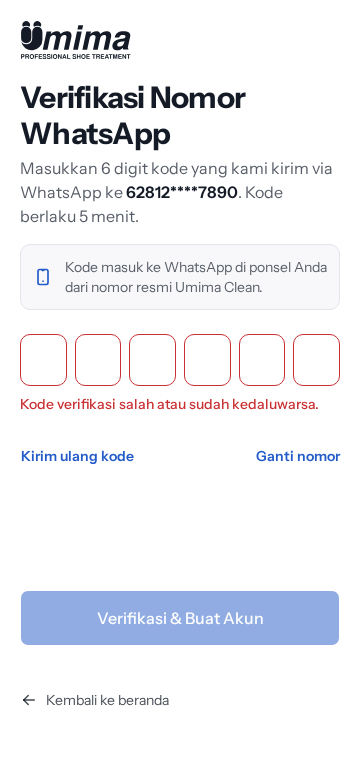 Umima
PROFESSIONAL SHOE TREATMENT
Verifikasi Nomor
WhatsApp
Masukkan 6 digit kode yang kami kirim via
WhatsApp ke 62812****7890. Kode
berlaku 5 menit.
Kode masuk ke WhatsApp di ponsel Anda
dari nomor resmi Umima Clean.
Kode verifikasi salah atau sudah kedaluwarsa.
Kirim ulang kode
Ganti nomor
Verifikasi & Buat Akun
← Kembali ke beranda